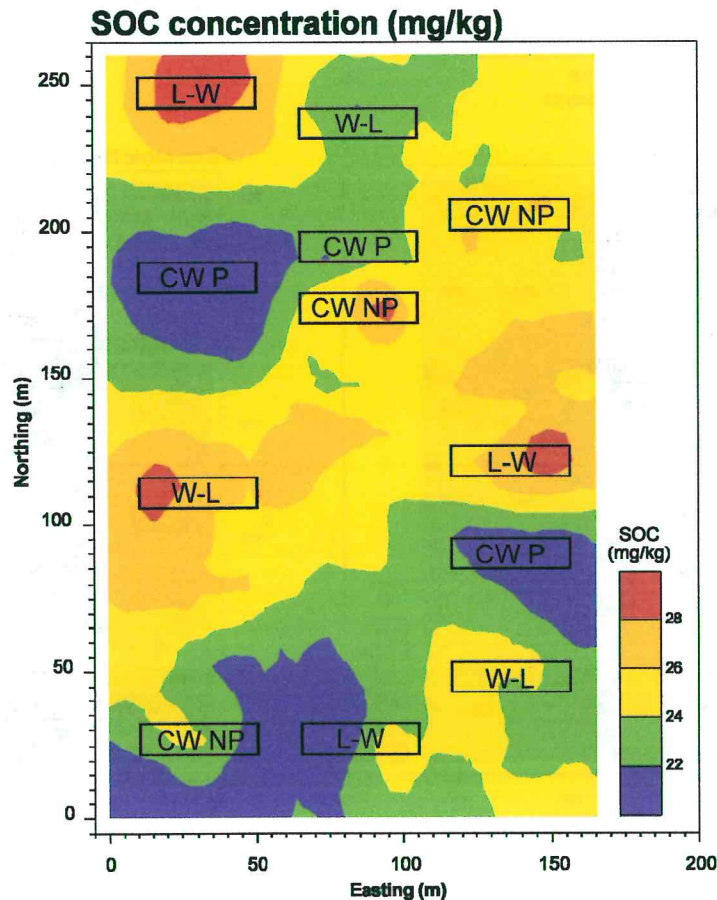 SOC concentration (mg/kg)
250
L-W
W-L
CW NP
200
CW P
CW P
CW NP
150
L-W
W-L
100
CW P
W-L
50
CW NP
L-W
0
Northing (m)
0
50
100
150
200
Easting (m)
SOC
(mg/kg)
28
26
24
22